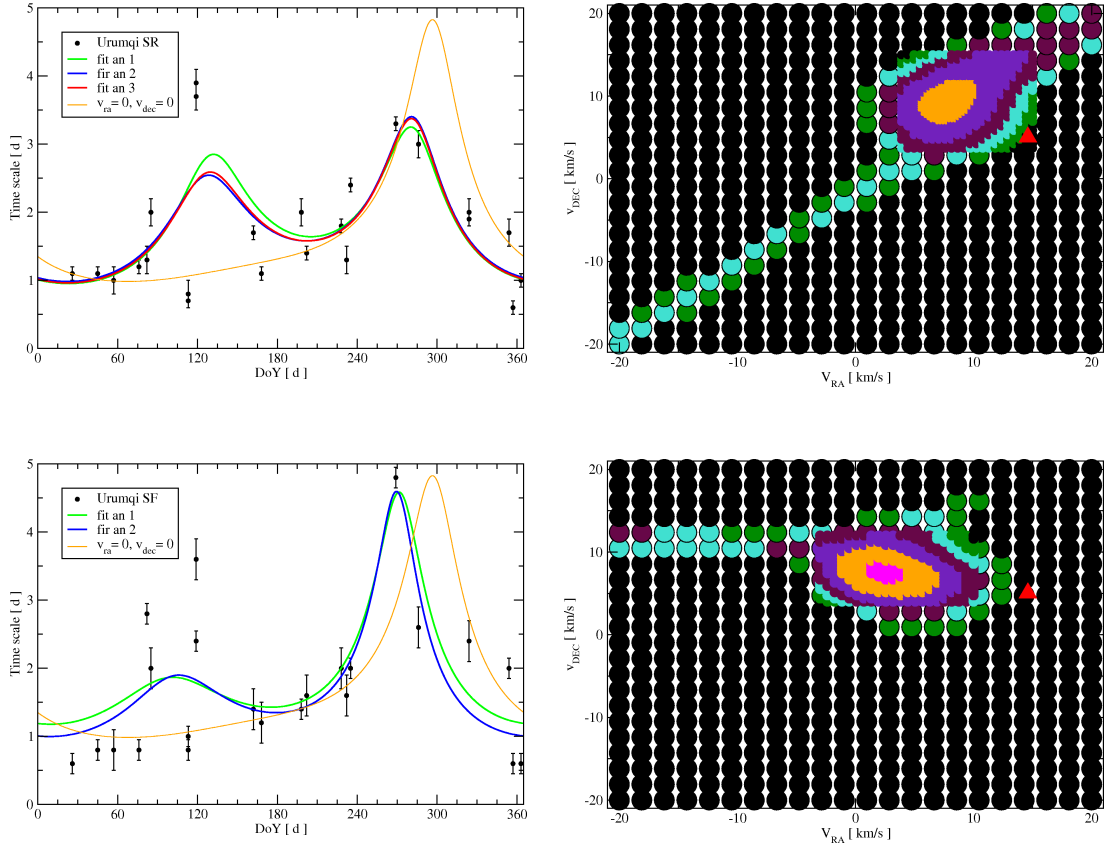 5
4
3
2
1
0
Time scale [ d ]
Urumqi SR
fit an 1
fir an 2
fit an 3
v_ra = 0, v_dec = 0
0 60 120 180 240 300 360
DoY [ d ]
20
10
0
-10
-20
v_DEC [ km/s ]
-20 -10 0 10 20
V_RA [ km/s ]
5
4
3
2
1
0
Time scale [ d ]
Urumqi SF
fit an 1
fir an 2
v_ra = 0, v_dec = 0
0 60 120 180 240 300 360
DoY [ d ]
20
10
0
-10
-20
v_DEC [ km/s ]
-20 -10 0 10 20
V_RA [ km/s ]